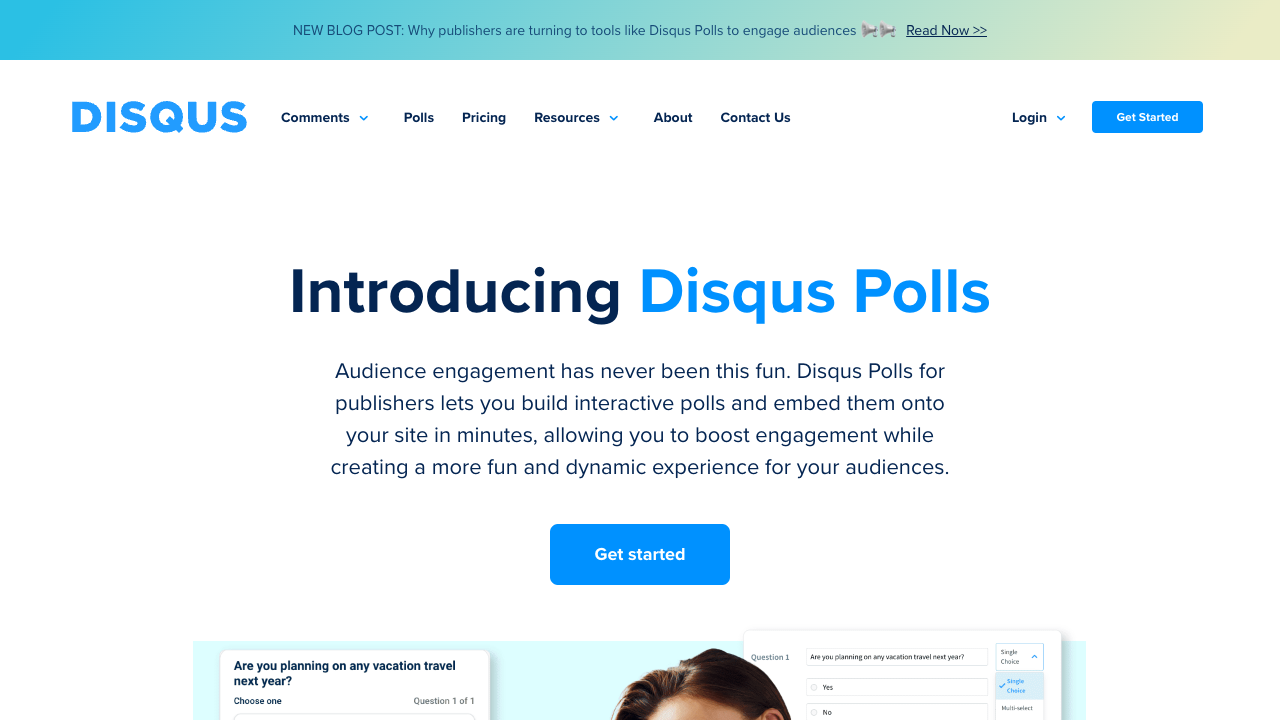 NEW BLOG POST: Why publishers are turning to tools like Disqus Polls to engage audiences Read Now >>
DISQUS Comments Polls Pricing Resources About Contact Us Login Get Started
Introducing Disqus Polls
Audience engagement has never been this fun. Disqus Polls for
publishers lets you build interactive polls and embed them onto
your site in minutes, allowing you to boost engagement while
creating a more fun and dynamic experience for your audiences.
Get started
Are you planning on any vacation travel
next year?
Choose one Question 1 of 1
Question 1 Are you planning on any vacation travel next year? Single
Choice
Yes Single
Choice
No Multi-select